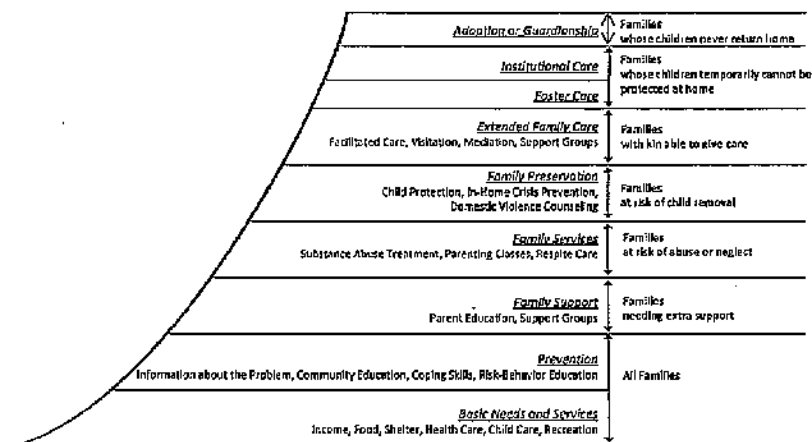 Adoption or Guardianship
Families
whose children never return home
Institutional Care
Families
whose children temporarily cannot be
protected at home
Foster Care
Extended Family Care
Facilitated Care, Visitation, Mediation, Support Groups
Families
with kin able to give care
Family Preservation
Child Protection, In-Home Crisis Prevention,
Domestic Violence Counseling
Families
at risk of child removal
Family Services
Substance Abuse Treatment, Parenting Classes, Respite Care
Families
at risk of abuse or neglect
Family Support
Parent Education, Support Groups
Families
needing extra support
Prevention
Information about the Problem, Community Education, Coping Skills, Risk-Behavior Education
All Families
Basic Needs and Services
Income, Food, Shelter, Health Care, Child Care, Recreation